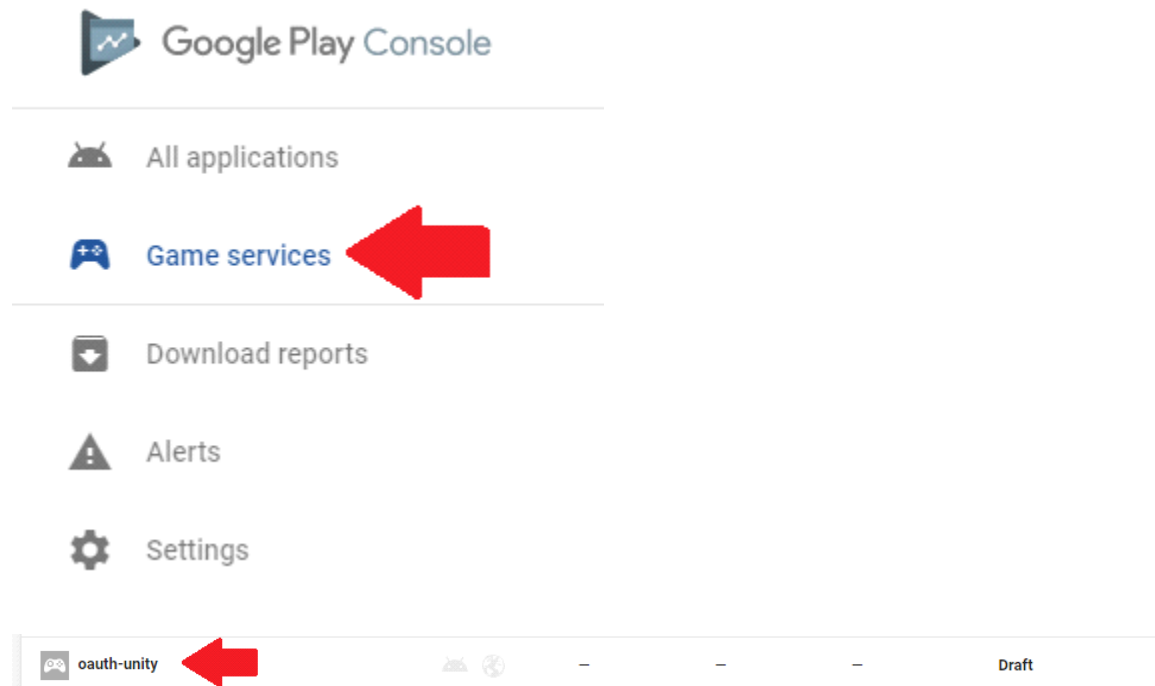 Google Play Console
All applications
Game services
Download reports
Alerts
Settings
oauth-unity – – – Draft